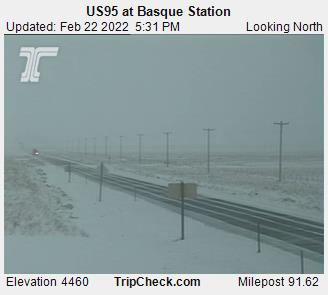 US95 at Basque Station
Updated: Feb 22 2022 5:31 PM Looking North
Elevation 4460 TripCheck.com Milepost 91.62